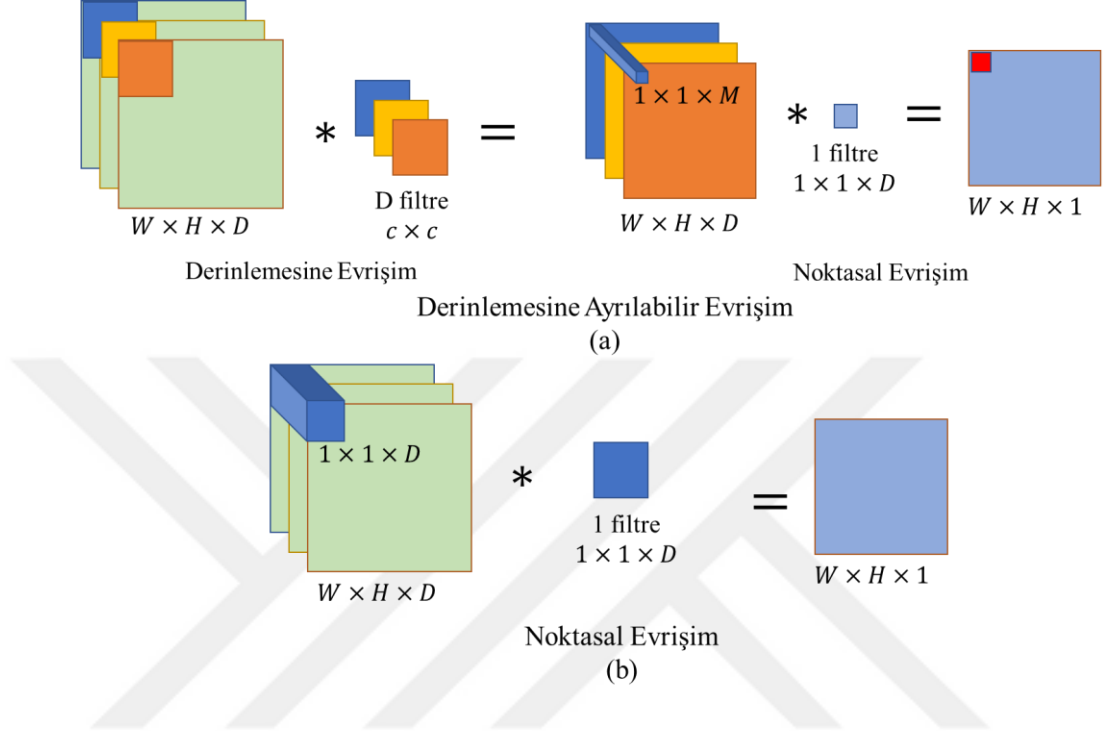 1 × 1 × M
*
=
*
=
D filtre
c × c
1 filtre
1 × 1 × D
W × H × D
W × H × D
W × H × 1
Derinlemesine Evrişim
Noktasal Evrişim
Derinlemesine Ayrılabilir Evrişim
(a)
1 × 1 × D
*
=
1 filtre
1 × 1 × D
W × H × D
W × H × 1
Noktasal Evrişim
(b)